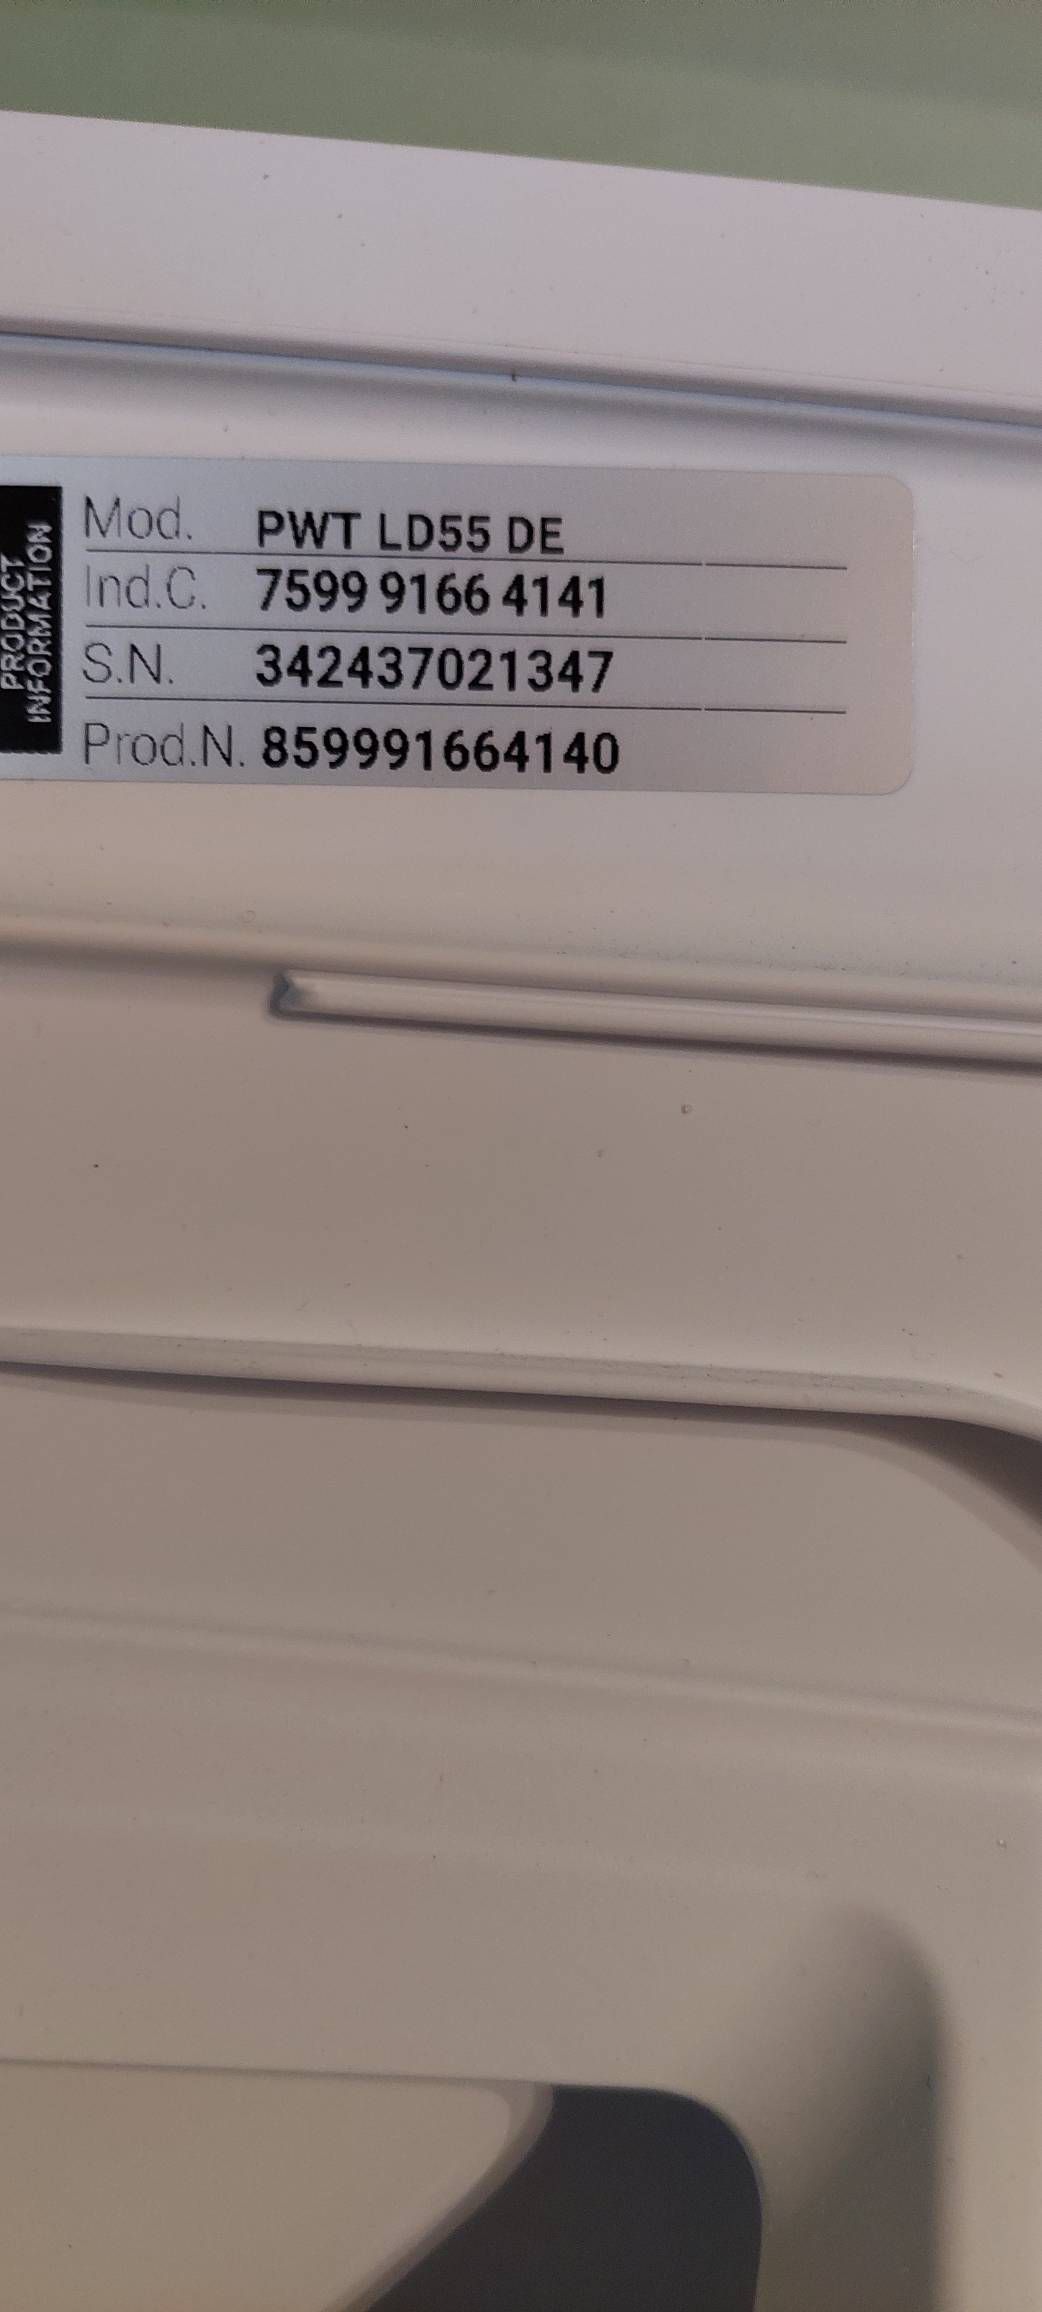 PRODUCT
INFORMATION
Mod. PWT LD55 DE
Ind.C. 7599 9166 4141
S.N. 342437021347
Prod.N. 859991664140